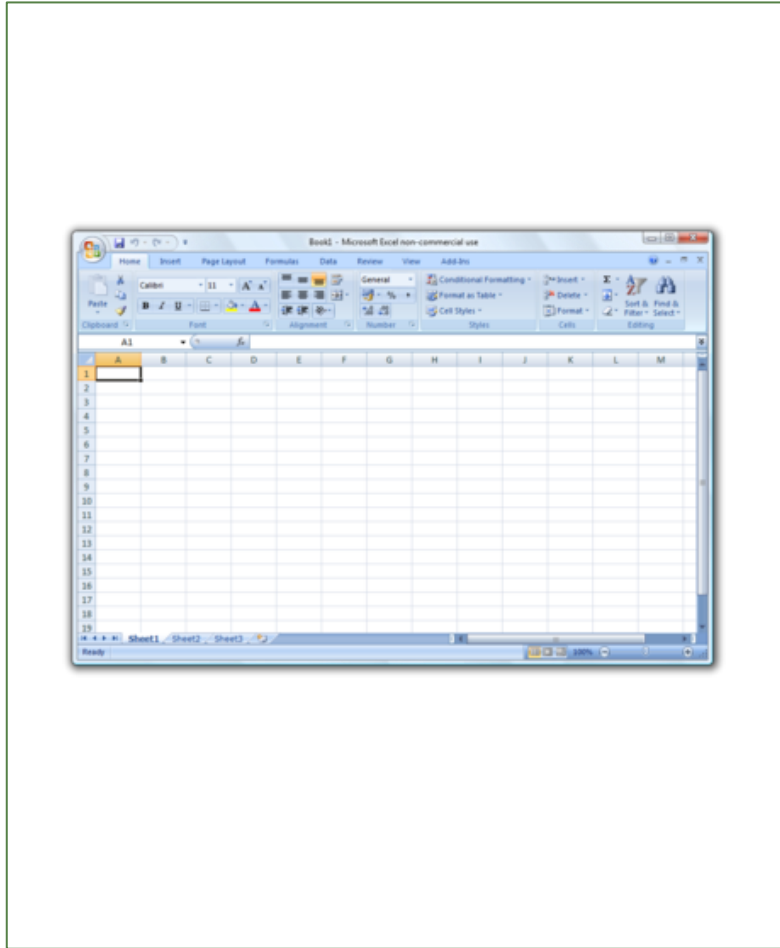 Book1 - Microsoft Excel non-commercial use
Home Insert Page Layout Formulas Data Review View Add-Ins
Calibri 11 A A General Conditional Formatting Insert Σ
Paste B I U A % Format as Table Delete Sort & Find &
Cell Styles Format Filter Select
Clipboard Font Alignment Number Styles Cells Editing
A1 fx
A B C D E F G H I J K L M
1
2
3
4
5
6
7
8
9
10
11
12
13
14
15
16
17
18
19
Sheet1 Sheet2 Sheet3
Ready 100%